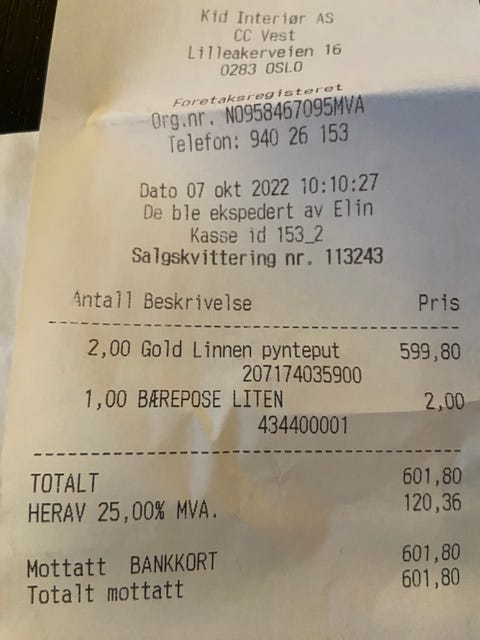 Kid Interiør AS
CC Vest
Lilleakerveien 16
0283 OSLO
Foretaksregisteret
Org.nr. NO958467095MVA
Telefon: 940 26 153
Dato 07 okt 2022 10:10:27
De ble ekspedert av Elin
Kasse id 153_2
Salgskvittering nr. 113243
Antall Beskrivelse Pris
2,00 Gold Linnen pynteput 599,80
207174035900
1,00 BÆREPOSE LITEN 2,00
434400001
TOTALT 601,80
HERAV 25,00% MVA. 120,36
Mottatt BANKKORT 601,80
Totalt mottatt 601,80